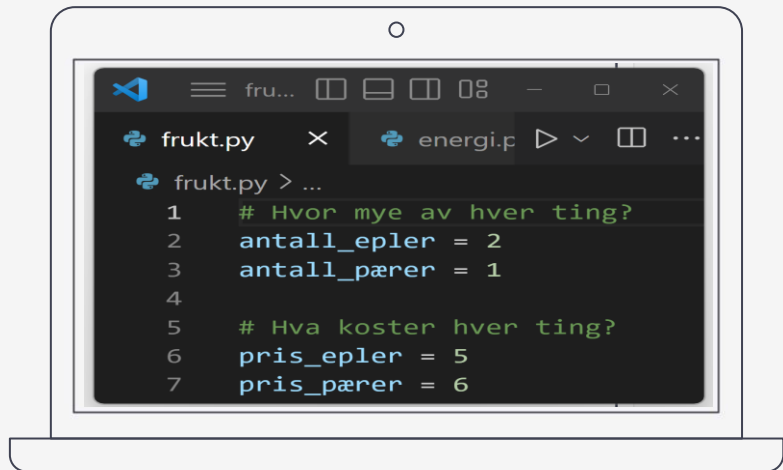 fru...
frukt.py energi.p
frukt.py > ...
1 # Hvor mye av hver ting?
2 antall_epler = 2
3 antall_pærer = 1
4
5 # Hva koster hver ting?
6 pris_epler = 5
7 pris_pærer = 6